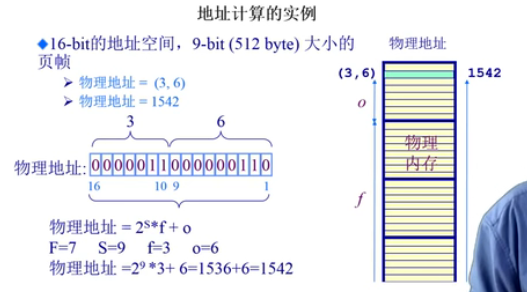 地址计算的实例
◆16-bit的地址空间，9-bit (512 byte) 大小的
页帧
➢ 物理地址 = (3, 6)
➢ 物理地址 = 1542
3 6
物理地址: 0000011000000110
16 10 9 1
物理地址 = 2^S*f + o
F=7 S=9 f=3 o=6
物理地址 =2^9 *3+ 6=1536+6=1542
物理地址
(3,6) 1542
o
物理
内存
f